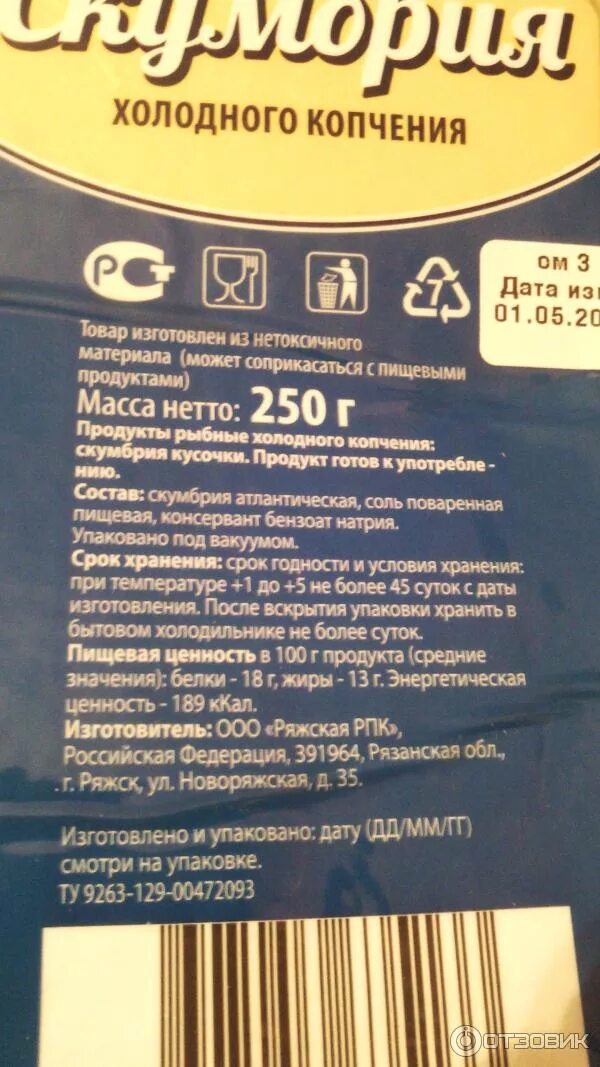 Скумбрия
ХОЛОДНОГО КОПЧЕНИЯ
РСТ
7
ом 3
Дата из
01.05.20
Товар изготовлен из нетоксичного
материала (может соприкасаться с пищевыми
продуктами)
Масса нетто: 250 г
Продукты рыбные холодного копчения:
скумбрия кусочки. Продукт готов к употребле-
нию.
Состав: скумбрия атлантическая, соль поваренная
пищевая, консервант бензоат натрия.
Упаковано под вакуумом.
Срок хранения: срок годности и условия хранения:
при температуре +1 до +5 не более 45 суток с даты
изготовления. После вскрытия упаковки хранить в
бытовом холодильнике не более суток.
Пищевая ценность в 100 г продукта (средние
значения): белки - 18 г, жиры - 13 г. Энергетическая
ценность - 189 кКал.
Изготовитель: ООО «Ряжская РПК»,
Российская Федерация, 391964, Рязанская обл.,
г. Ряжск, ул. Новоряжская, д. 35.
Изготовлено и упаковано: дату (ДД/ММ/ГГ)
смотри на упаковке.
ТУ 9263-129-00472093
ОТЗОВИК